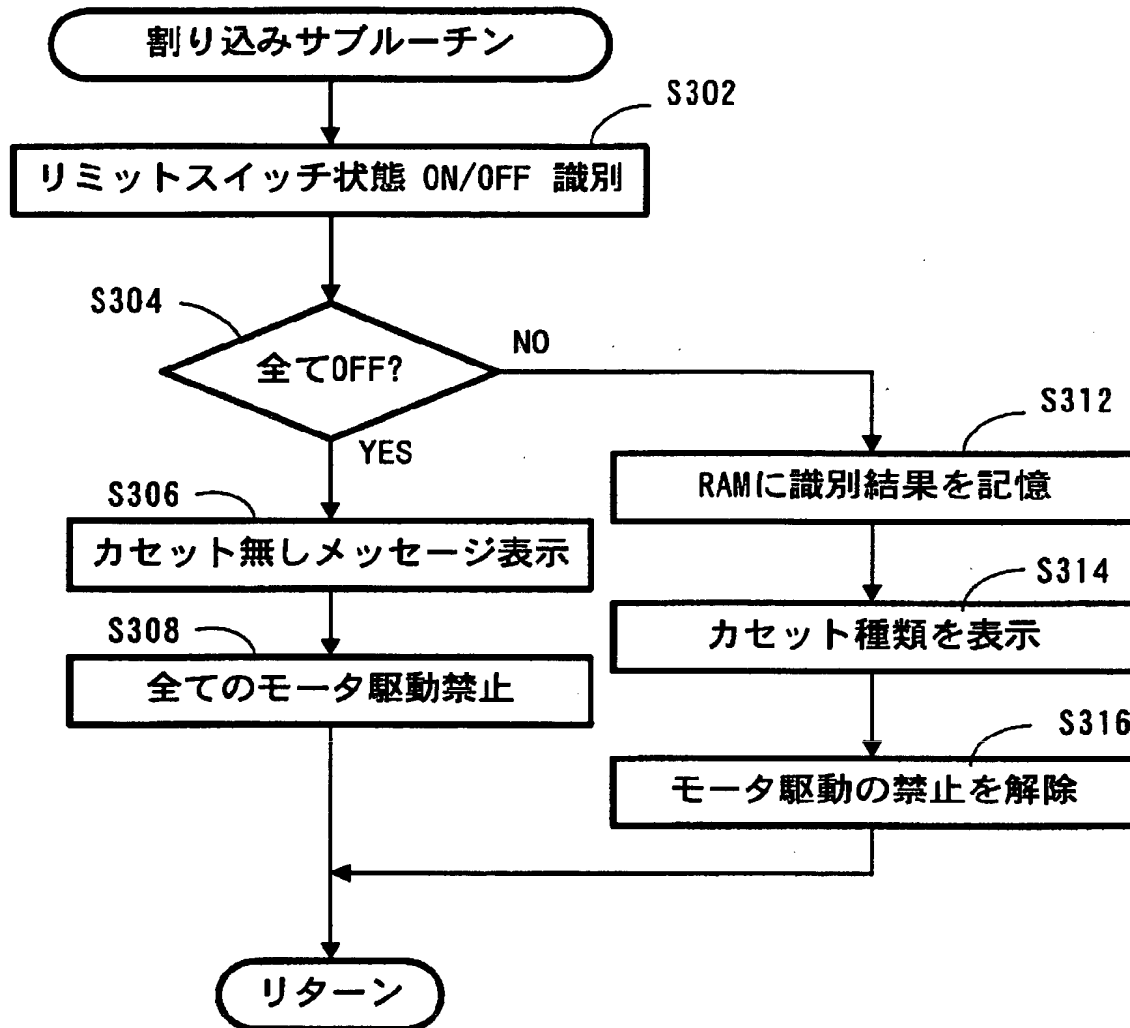 割り込みサブルーチン
S302
リミットスイッチ状態 ON/OFF 識別
S304
全てOFF?
NO
YES
S306
カセット無しメッセージ表示
S308
全てのモータ駆動禁止
S312
RAMに識別結果を記憶
S314
カセット種類を表示
S316
モータ駆動の禁止を解除
リターン